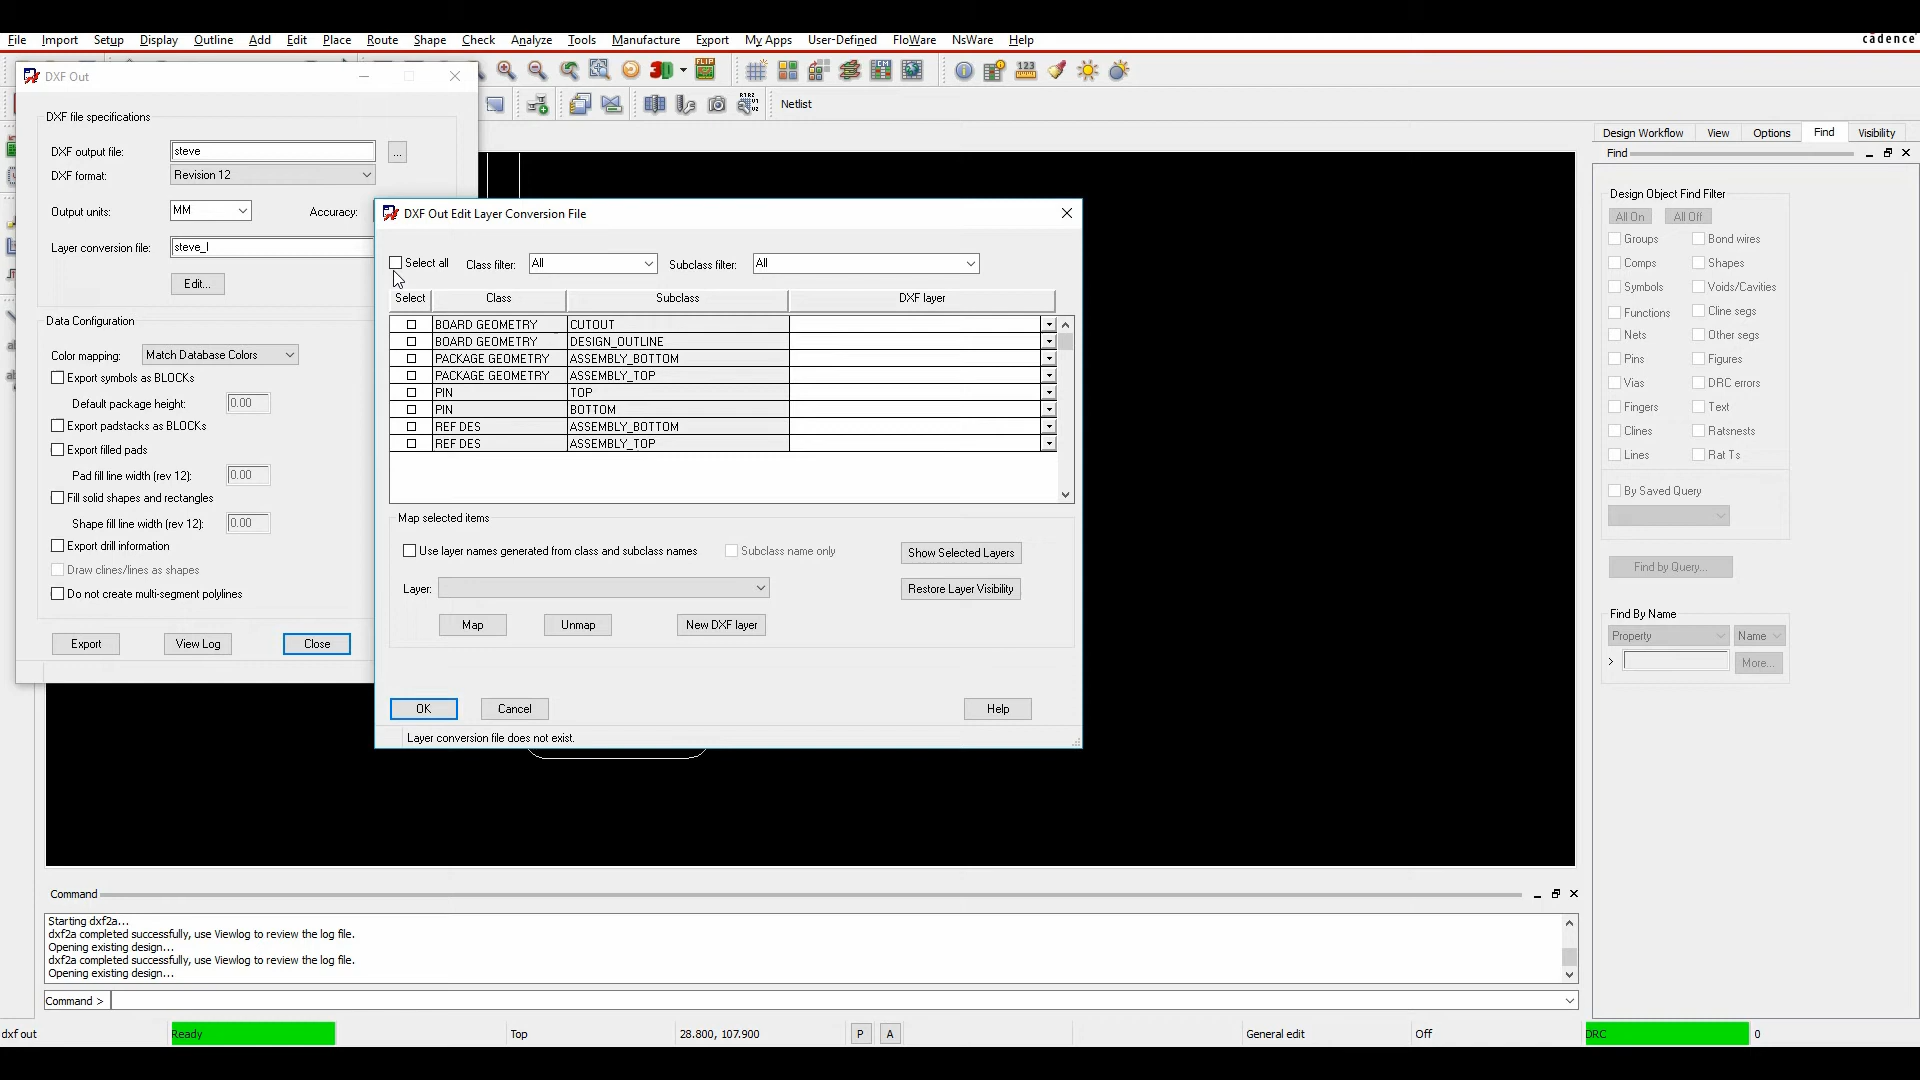 File Import Setup Display Outline Add Edit Place Route Shape Check Analyze Tools Manufacture Export My Apps User-Defined FloWare NsWare Help
cādence
DXF Out
3D
FLIP
CM
123
R1R2
V1
V2
Netlist
DXF file specifications
DXF output file: steve ...
DXF format: Revision 12
Output units: MM Accuracy:
Layer conversion file: steve_l
Edit...
Data Configuration
Color mapping: Match Database Colors
Export symbols as BLOCKs
Default package height: 0.00
Export padstacks as BLOCKs
Export filled pads
Pad fill line width (rev 12): 0.00
Fill solid shapes and rectangles
Shape fill line width (rev 12): 0.00
Export drill information
Draw clines/lines as shapes
Do not create multi-segment polylines
Export View Log Close
DXF Out Edit Layer Conversion File
Select all Class filter: All Subclass filter: All
Select Class Subclass DXF layer
BOARD GEOMETRY CUTOUT
BOARD GEOMETRY DESIGN_OUTLINE
PACKAGE GEOMETRY ASSEMBLY_BOTTOM
PACKAGE GEOMETRY ASSEMBLY_TOP
PIN TOP
PIN BOTTOM
REF DES ASSEMBLY_BOTTOM
REF DES ASSEMBLY_TOP
Map selected items
Use layer names generated from class and subclass names Subclass name only Show Selected Layers
Layer: Restore Layer Visibility
Map Unmap New DXF layer
OK Cancel Help
Layer conversion file does not exist.
Design Workflow View Options Find Visibility
Find
Design Object Find Filter
All On All Off
Groups Bond wires
Comps Shapes
Symbols Voids/Cavities
Functions Cline segs
Nets Other segs
Pins Figures
Vias DRC errors
Fingers Text
Clines Ratsnests
Lines Rat Ts
By Saved Query
Find by Query...
Find By Name
Property Name
> More...
Command
Starting dxf2a...
dxf2a completed successfully, use Viewlog to review the log file.
Opening existing design...
dxf2a completed successfully, use Viewlog to review the log file.
Opening existing design...
Command >
dxf out Ready Top 28.800, 107.900 P A General edit Off DRC 0